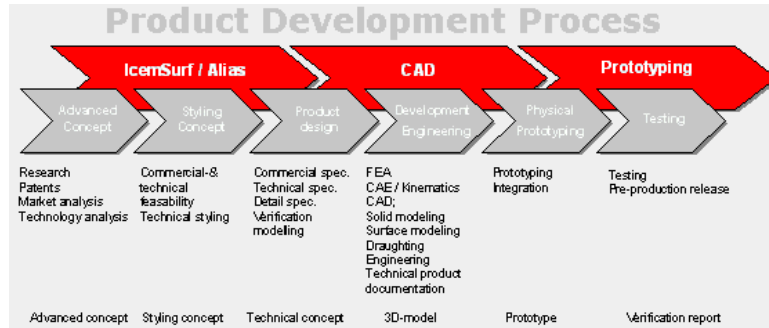 Product Development Process
IcemSurf / Alias
CAD
Prototyping
Advanced
Concept
Styling
Concept
Product
design
Development
Engineering
Physical
Prototyping
Testing
Research
Patents
Market analysis
Technology analysis
Commercial-&
technical
feasability
Technical styling
Commercial spec.
Technical spec.
Detail spec.
Verification
modelling
FEA
CAE / Kinematics
CAD;
Solid modeling
Surface modeling
Draughting
Engineering
Technical product
documentation
Prototyping
Integration
Testing
Pre-production release
Advanced concept
Styling concept
Technical concept
3D-model
Prototype
Verification report